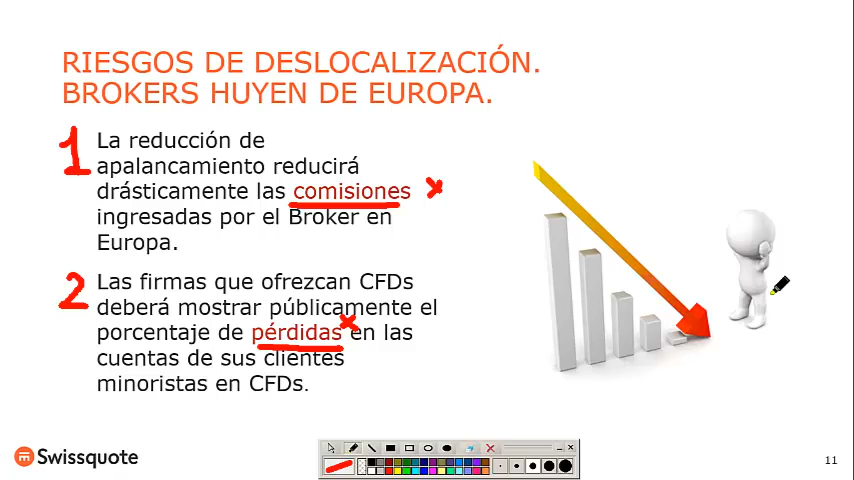 RIESGOS DE DESLOCALIZACIÓN.
BROKERS HUYEN DE EUROPA.
1 La reducción de
apalancamiento reducirá
drásticamente las comisiones
ingresadas por el Broker en
Europa.
2 Las firmas que ofrezcan CFDs
deberá mostrar públicamente el
porcentaje de pérdidas en las
cuentas de sus clientes
minoristas en CFDs.
Swissquote
11